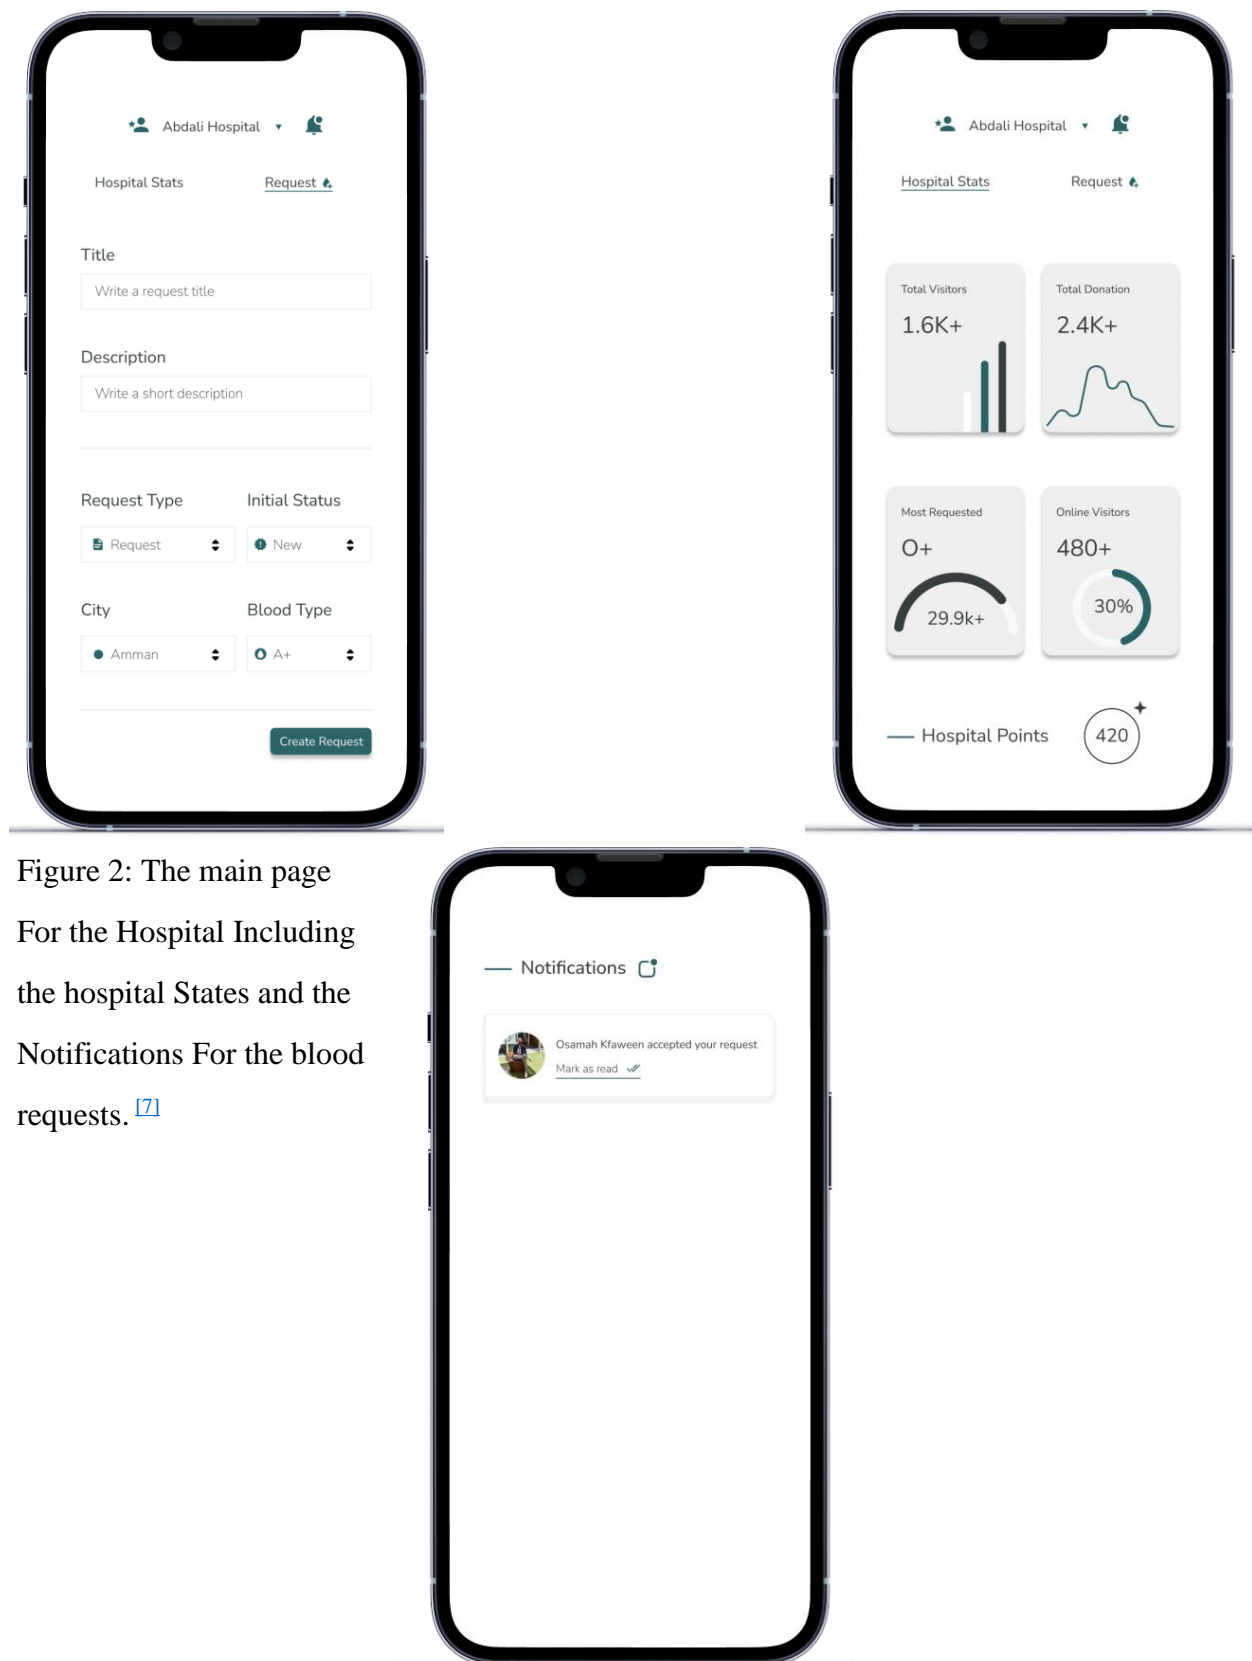 Abdali Hospital
Hospital Stats Request
Title
Write a request title
Description
Write a short description
Request Type Initial Status
Request New
City Blood Type
Amman A+
Create Request
Abdali Hospital
Hospital Stats Request
Total Visitors Total Donation
1.6K+ 2.4K+
Most Requested Online Visitors
O+ 480+
29.9k+ 30%
Hospital Points 420
Figure 2: The main page
For the Hospital Including
the hospital States and the
Notifications For the blood
requests. [7]
Notifications
Osamah Kfaween accepted your request
Mark as read